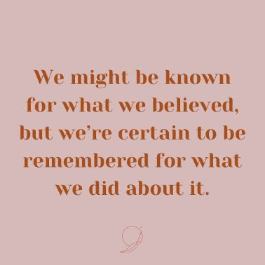 We might be known
for what we believed,
but we're certain to be
remembered for what
we did about it.